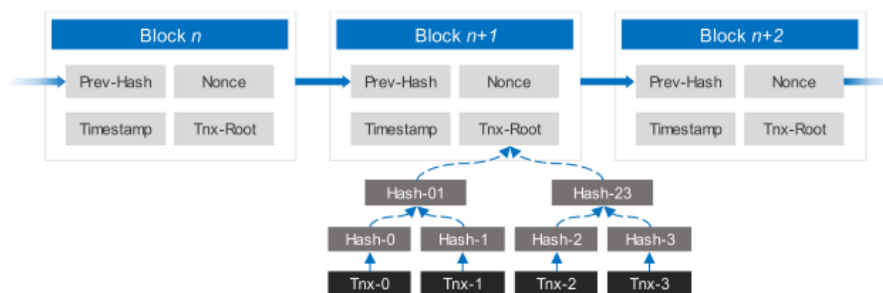 Block n
Block n+1
Block n+2
Prev-Hash Nonce
Prev-Hash Nonce
Prev-Hash Nonce
Timestamp Tnx-Root
Timestamp Tnx-Root
Timestamp Tnx-Root
Hash-01 Hash-23
Hash-0 Hash-1 Hash-2 Hash-3
Tnx-0 Tnx-1 Tnx-2 Tnx-3